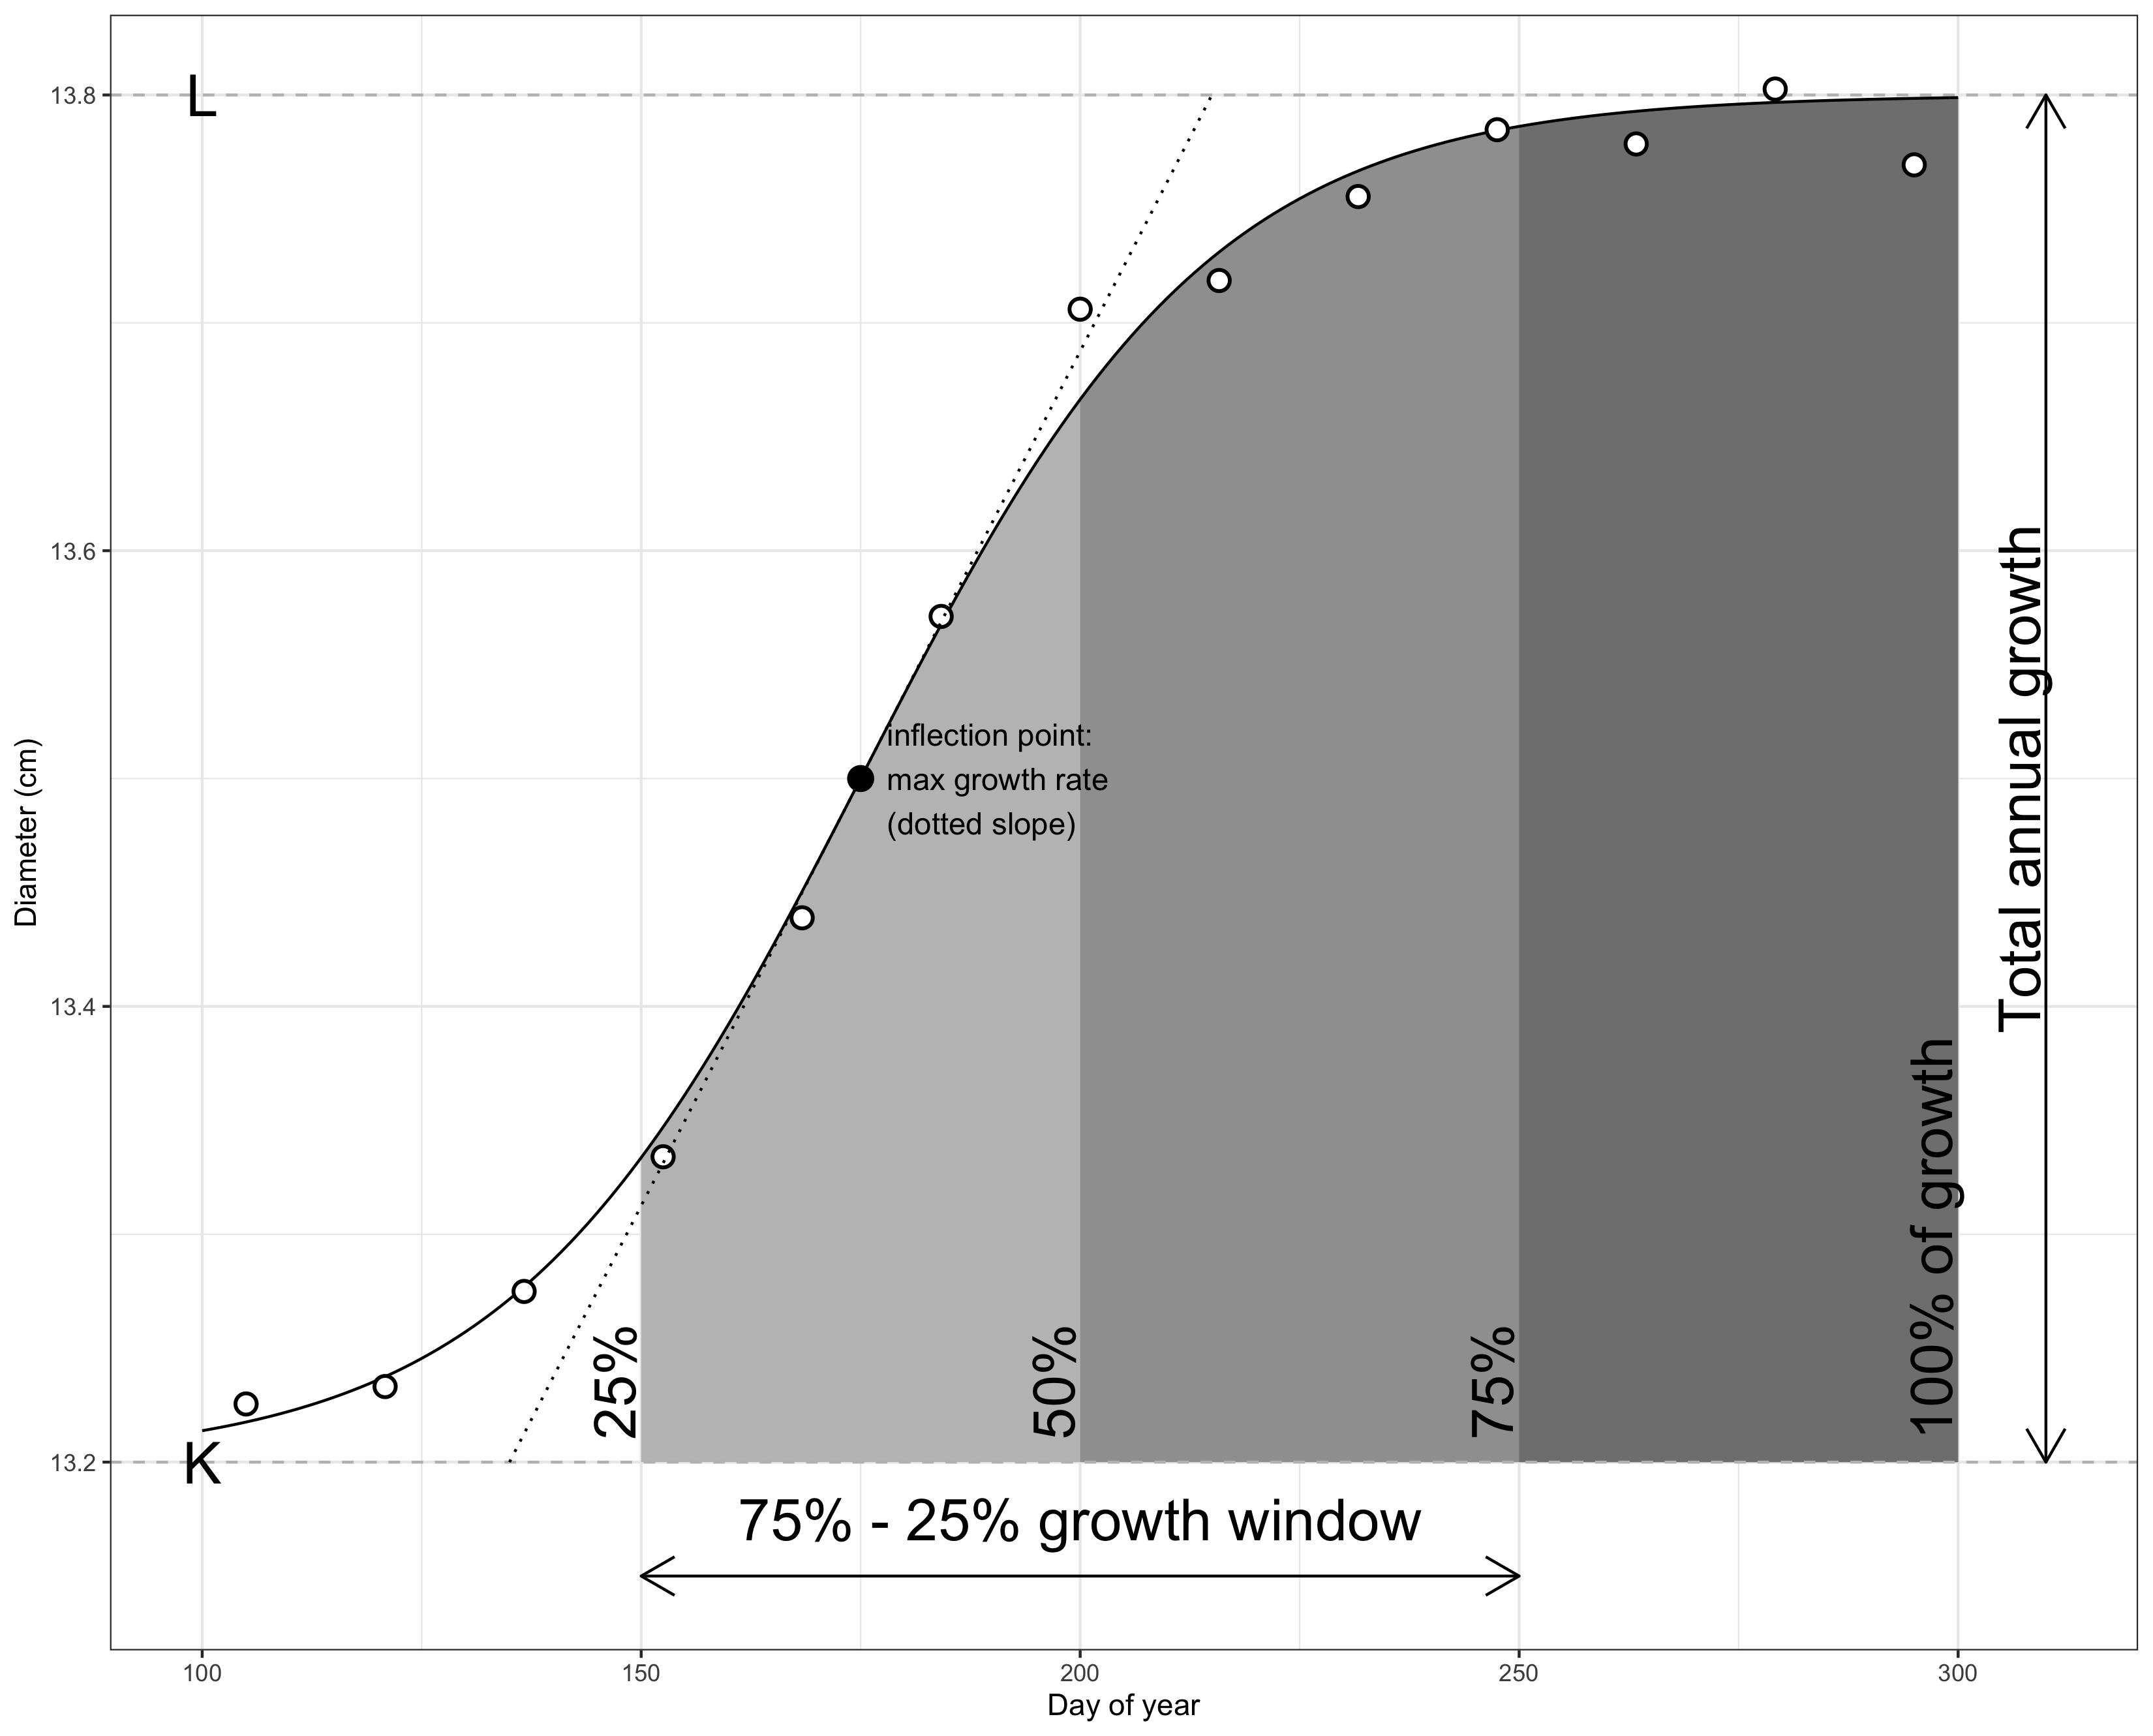 L
13.8
13.6
13.4
13.2
Diameter (cm)
inflection point:
max growth rate
(dotted slope)
Total annual growth
25%
50%
75%
100% of growth
K
75% - 25% growth window
100
150
200
250
300
Day of year